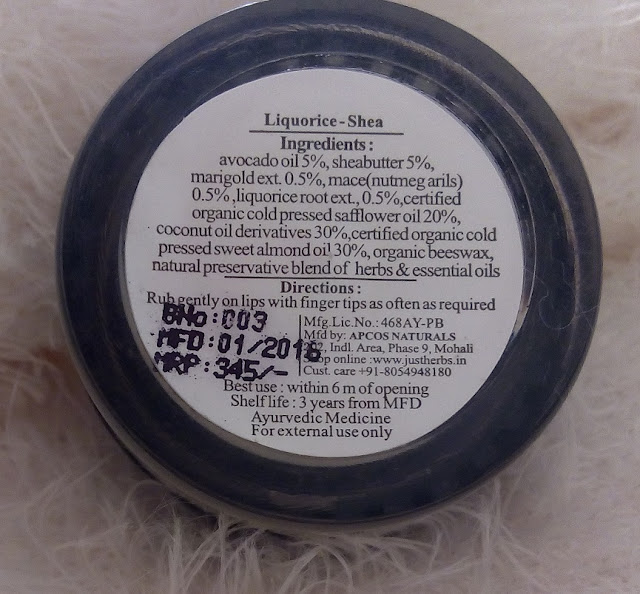 Liquorice-Shea
Ingredients :
avocado oil 5%, sheabutter 5%,
marigold ext. 0.5%, mace(nutmeg arils)
0.5% ,liquorice root ext., 0.5%,certified
organic cold pressed safflower oil 20%,
coconut oil derivatives 30%,certified organic cold
pressed sweet almond oil 30%, organic beeswax,
natural preservative blend of herbs & essential oils
Directions :
Rub gently on lips with finger tips as often as required
BNo:003
MFD:01/2016
MRP:345/-
Mfg.Lic.No.: 468AY-PB
Mfd by: APCOS NATURALS
Indl. Area, Phase 9, Mohali
online :www.justherbs.in
Cust. care +91-8054948180
Best use : within 6 m of opening
Shelf life : 3 years from MFD
Ayurvedic Medicine
For external use only